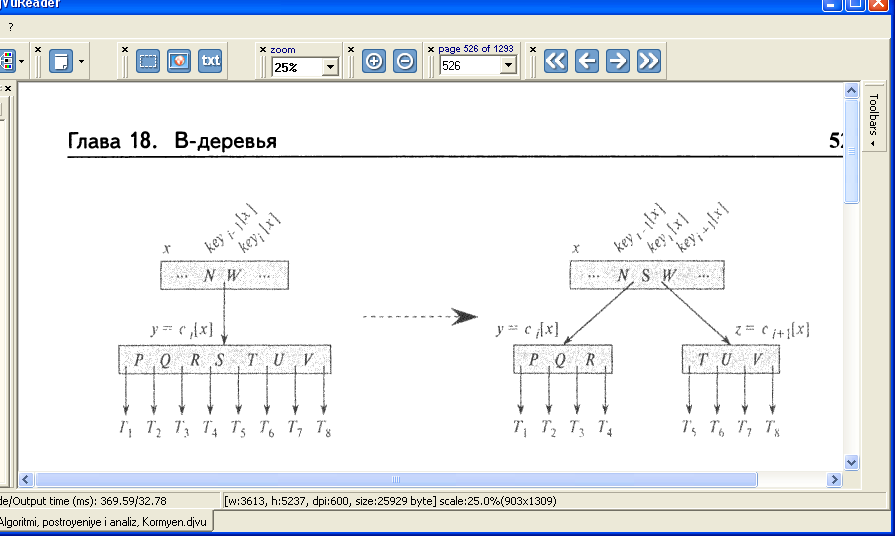 jVuReader
?
txt
zoom
25%
page 526 of 1293
526
Toolbars
Глава 18. В-деревья
x key i-1[x] key i[x]
x key i-1[x] key i[x] key i+1[x]
... N W ...
... N S W ...
y = c i[x]
y = c i[x]
z = c i+1[x]
P Q R S T U V
P Q R
T U V
T1 T2 T3 T4 T5 T6 T7 T8
T1 T2 T3 T4
T5 T6 T7 T8
de/Output time (ms): 369.59/32.78
[w:3613, h:5237, dpi:600, size:25929 byte] scale:25.0%(903x1309)
Algoritmi, postroyeniye i analiz, Kormyen.djvu